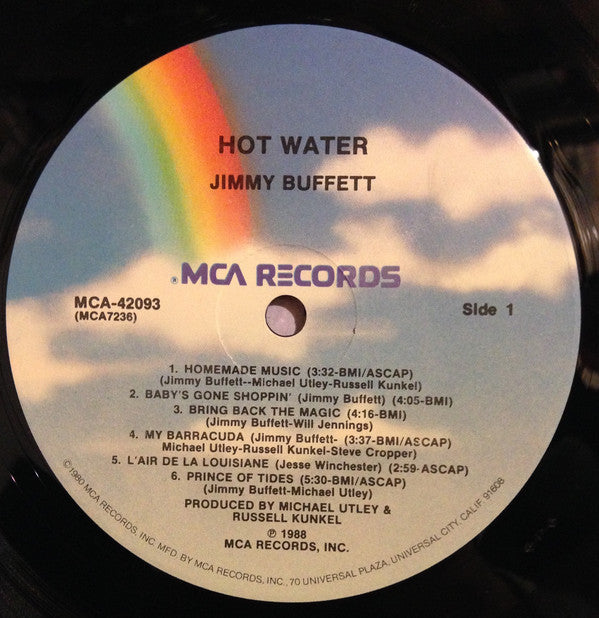 HOT WATER
JIMMY BUFFETT
® MCA RECORDS
MCA-42093
(MCA7236)
Side 1
1. HOMEMADE MUSIC (3:32-BMI/ASCAP)
(Jimmy Buffett--Michael Utley-Russell Kunkel)
2. BABY'S GONE SHOPPIN' (Jimmy Buffett) (4:05-BMI)
3. BRING BACK THE MAGIC (4:16-BMI)
(Jimmy Buffett-Will Jennings)
4. MY BARRACUDA (Jimmy Buffett- (3:37-BMI/ASCAP)
Michael Utley-Russell Kunkel-Steve Cropper)
5. L'AIR DE LA LOUISIANE (Jesse Winchester) (2:59-ASCAP)
6. PRINCE OF TIDES (5:30-BMI/ASCAP)
(Jimmy Buffett-Michael Utley)
PRODUCED BY MICHAEL UTLEY &
RUSSELL KUNKEL
℗ 1988
MCA RECORDS, INC.
©1980 MCA RECORDS, INC. MFD. BY MCA RECORDS, INC., 70 UNIVERSAL PLAZA, UNIVERSAL CITY, CALIF. 91608